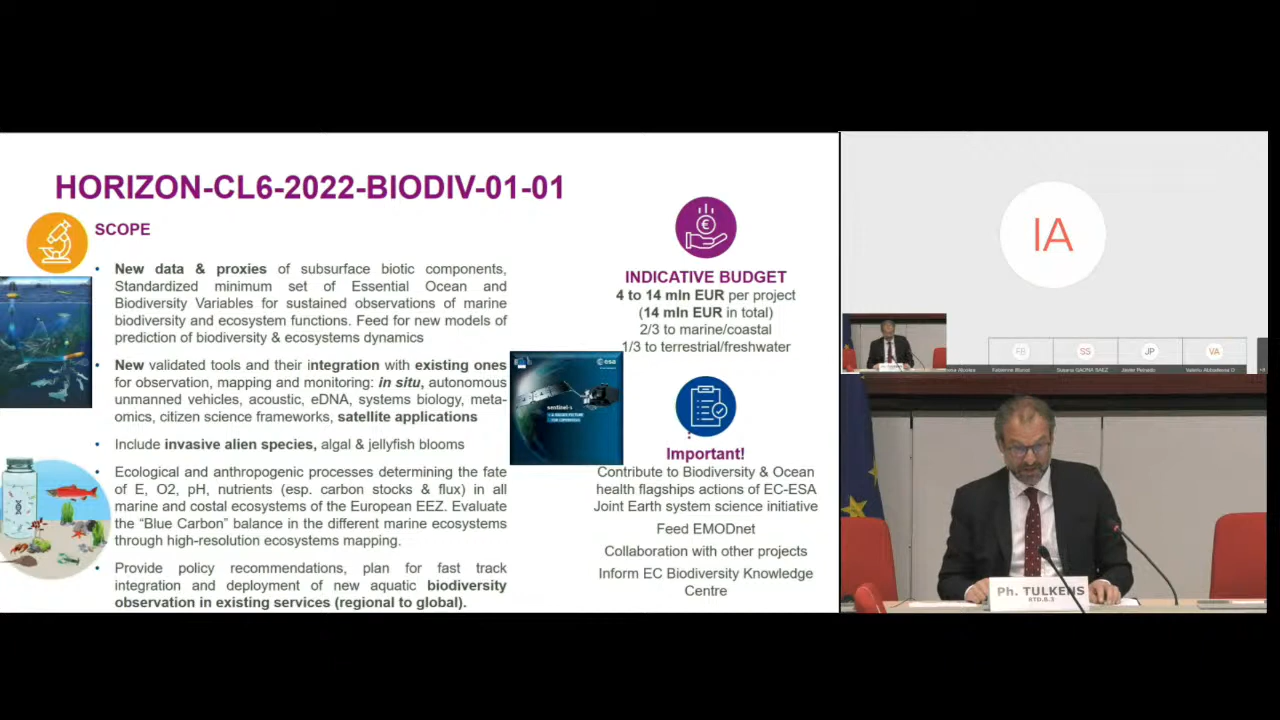 HORIZON-CL6-2022-BIODIV-01-01
SCOPE
• New data & proxies of subsurface biotic components,
Standardized minimum set of Essential Ocean and
Biodiversity Variables for sustained observations of marine
biodiversity and ecosystem functions. Feed for new models of
prediction of biodiversity & ecosystems dynamics
• New validated tools and their integration with existing ones
for observation, mapping and monitoring: in situ, autonomous
unmanned vehicles, acoustic, eDNA, systems biology, meta-
omics, citizen science frameworks, satellite applications
• Include invasive alien species, algal & jellyfish blooms
• Ecological and anthropogenic processes determining the fate
of E, O2, pH, nutrients (esp. carbon stocks & flux) in all
marine and costal ecosystems of the European EEZ. Evaluate
the “Blue Carbon” balance in the different marine ecosystems
through high-resolution ecosystems mapping.
• Provide policy recommendations, plan for fast track
integration and deployment of new aquatic biodiversity
observation in existing services (regional to global).
esa
INDICATIVE BUDGET
4 to 14 mln EUR per project
(14 mln EUR in total)
2/3 to marine/coastal
1/3 to terrestrial/freshwater
Important!
Contribute to Biodiversity & Ocean
health flagships actions of EC-ESA
Joint Earth system science initiative
Feed EMODnet
Collaboration with other projects
Inform EC Biodiversity Knowledge
Centre
IA
FB
SS
JP
VA
Ph. TULKENS
RTD.B.3